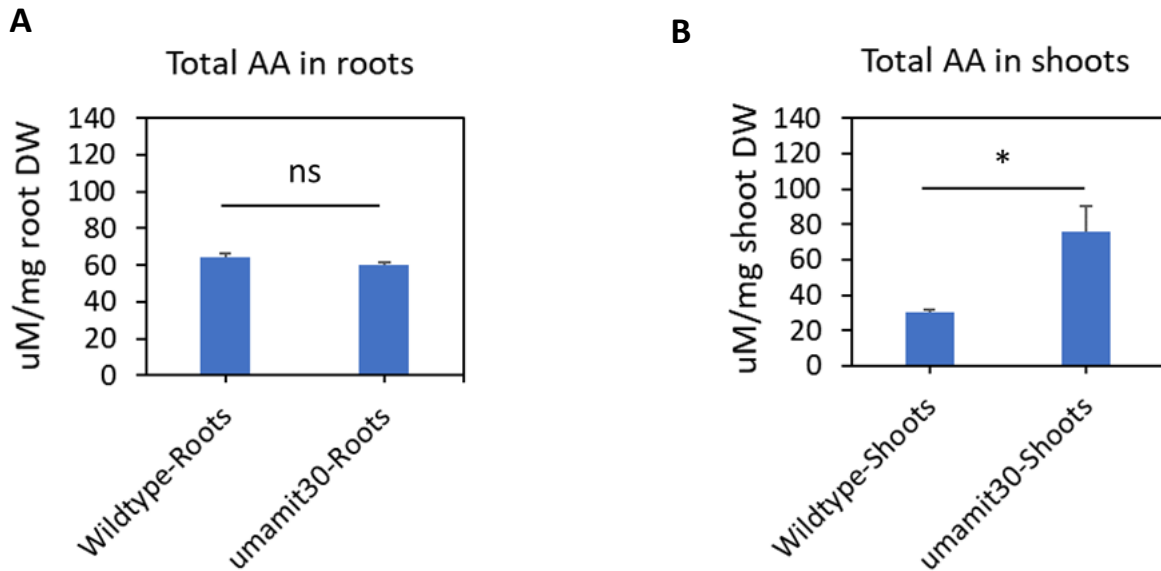 A
Total AA in roots
uM/mg root DW
140
120
100
80
60
40
20
0
ns
Wildtype-Roots
umamit30-Roots
B
Total AA in shoots
uM/mg shoot DW
140
120
100
80
60
40
20
0
*
Wildtype-Shoots
umamit30-Shoots